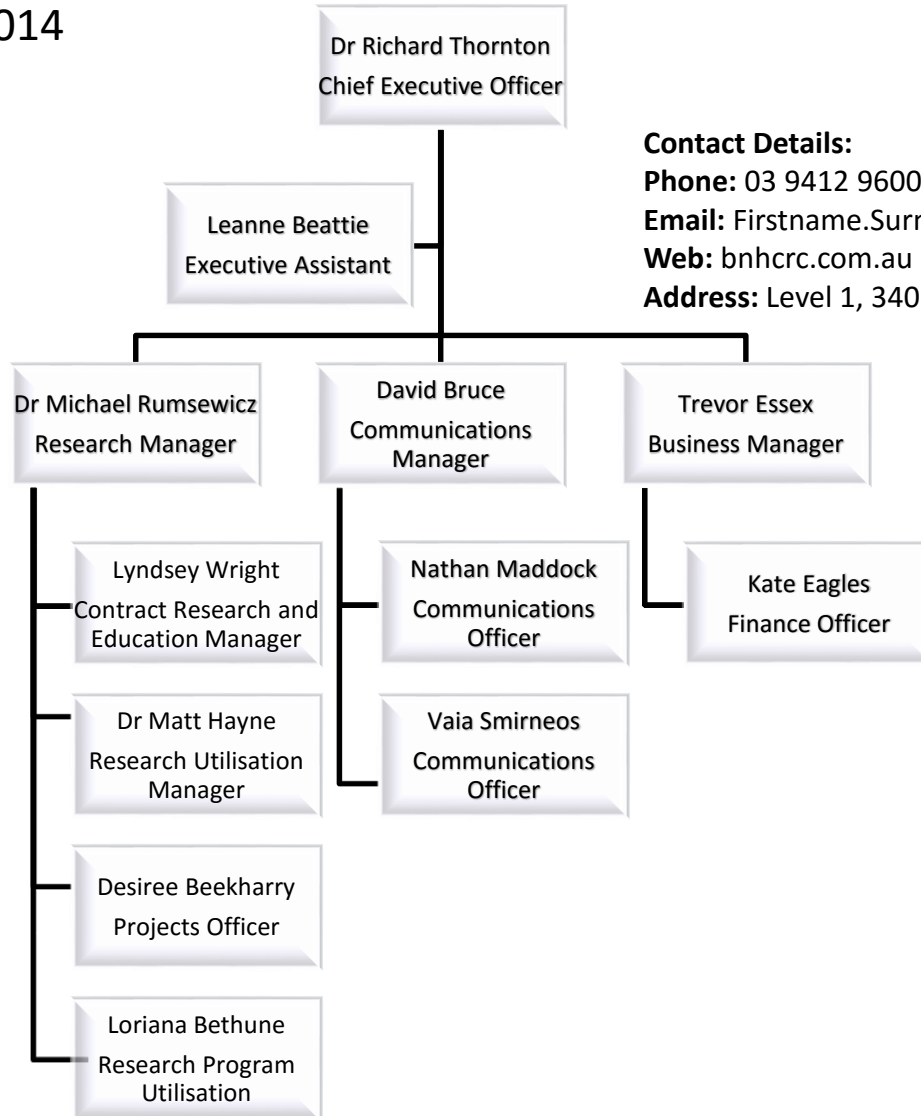 014
Dr Richard Thornton
Chief Executive Officer
Contact Details:
Phone: 03 9412 9600
Email:
Web: bnhcrc.com.au
Address: Level 1, 340
Leanne Beattie
Executive Assistant
Dr Michael Rumsewicz
Research Manager
David Bruce
Communications
Manager
Trevor Essex
Business Manager
Lyndsey Wright
Contract Research and
Education Manager
Nathan Maddock
Communications
Officer
Kate Eagles
Finance Officer
Dr Matt Hayne
Research Utilisation
Manager
Vaia Smirneos
Communications
Officer
Desiree Beekharry
Projects Officer
Loriana Bethune
Research Program
Utilisation